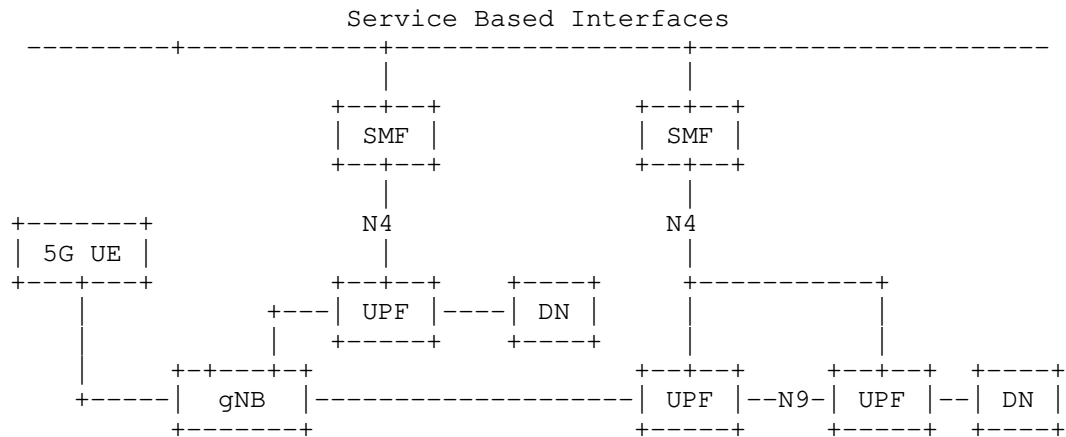 Service Based Interfaces
SMF SMF
N4 N4
5G UE
UPF DN
gNB UPF N9 UPF DN